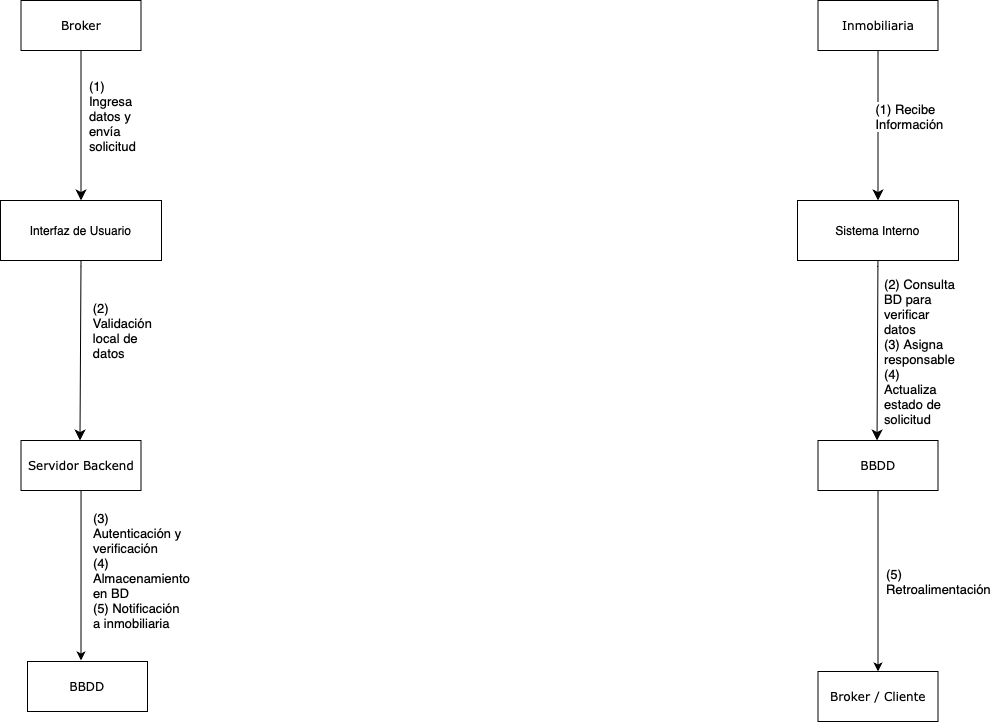 Broker
(1)
Ingresa
datos y
envía
solicitud
Interfaz de Usuario
(2)
Validación
local de
datos
Servidor Backend
(3)
Autenticación y
verificación
(4)
Almacenamiento
en BD
(5) Notificación
a inmobiliaria
BBDD
Inmobiliaria
(1) Recibe
Información
Sistema Interno
(2) Consulta
BD para
verificar
datos
(3) Asigna
responsable
(4)
Actualiza
estado de
solicitud
BBDD
(5)
Retroalimentación
Broker / Cliente